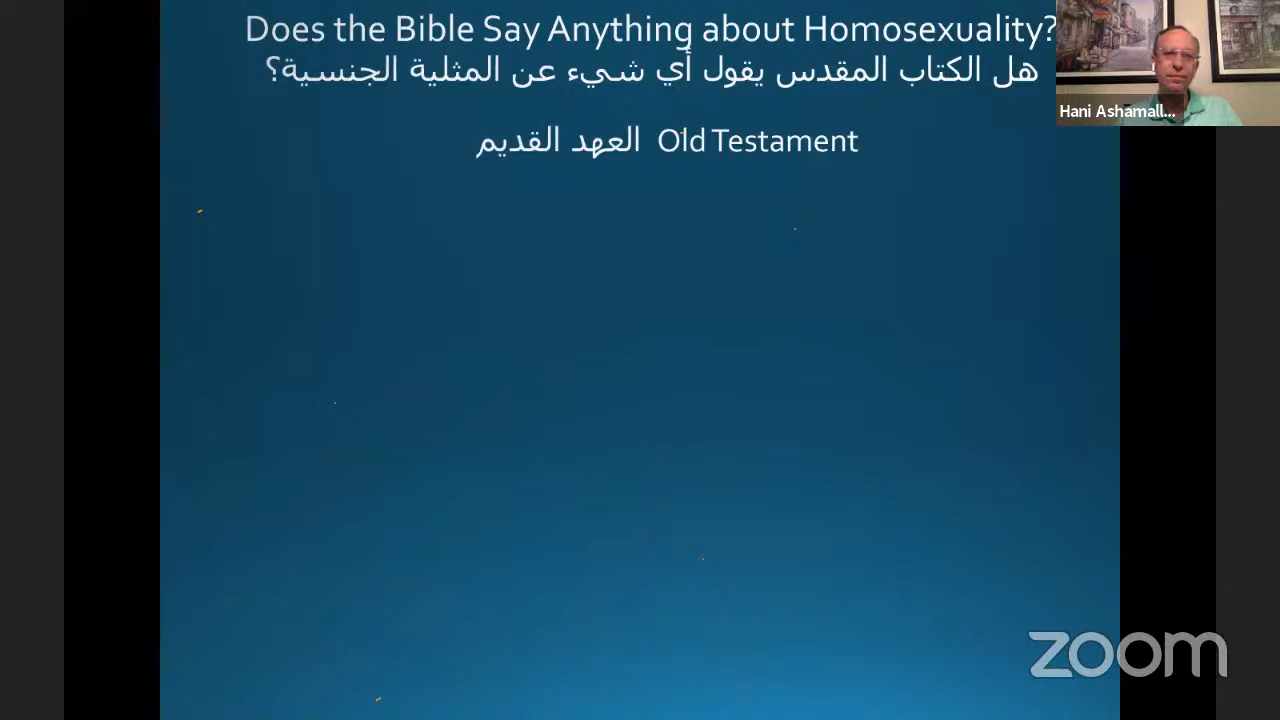 Does the Bible Say Anything about Homosexuality?
هل الكتاب المقدس يقول أي شيء عن المثلية الجنسية؟
العهد القديم Old Testament
Hani Ashamall...
zoom